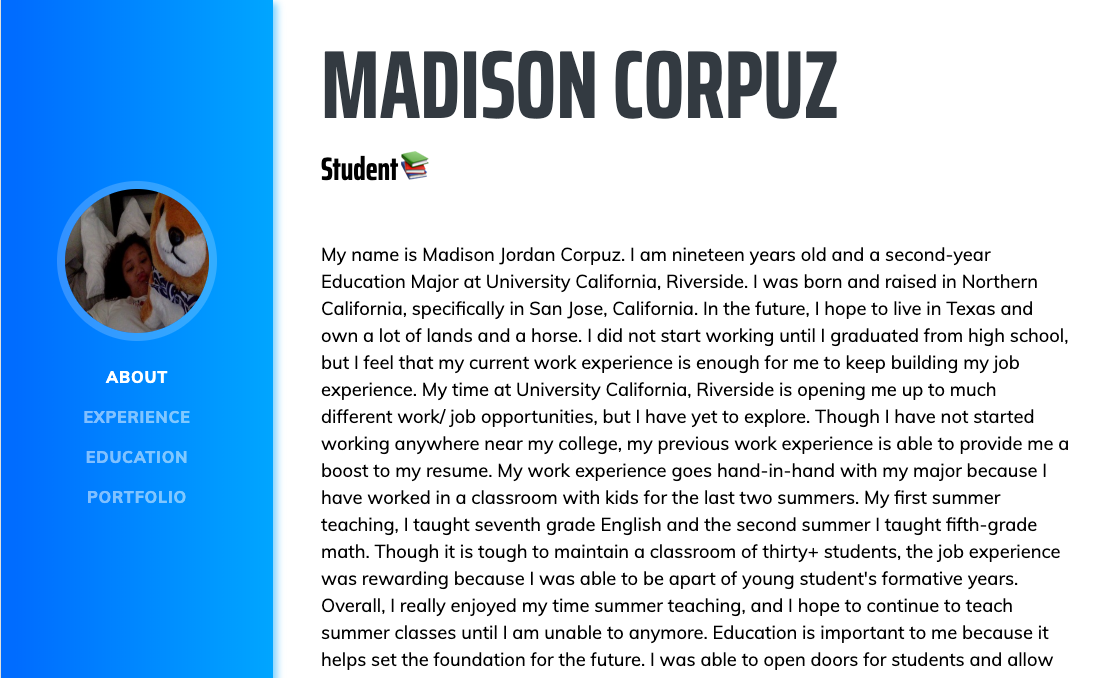 MADISON CORPUZ
Student📚
ABOUT
EXPERIENCE
EDUCATION
PORTFOLIO
My name is Madison Jordan Corpuz. I am nineteen years old and a second-year
Education Major at University California, Riverside. I was born and raised in Northern
California, specifically in San Jose, California. In the future, I hope to live in Texas and
own a lot of lands and a horse. I did not start working until I graduated from high school,
but I feel that my current work experience is enough for me to keep building my job
experience. My time at University California, Riverside is opening me up to much
different work/ job opportunities, but I have yet to explore. Though I have not started
working anywhere near my college, my previous work experience is able to provide me a
boost to my resume. My work experience goes hand-in-hand with my major because I
have worked in a classroom with kids for the last two summers. My first summer
teaching, I taught seventh grade English and the second summer I taught fifth-grade
math. Though it is tough to maintain a classroom of thirty+ students, the job experience
was rewarding because I was able to be apart of young student's formative years.
Overall, I really enjoyed my time summer teaching, and I hope to continue to teach
summer classes until I am unable to anymore. Education is important to me because it
helps set the foundation for the future. I was able to open doors for students and allow